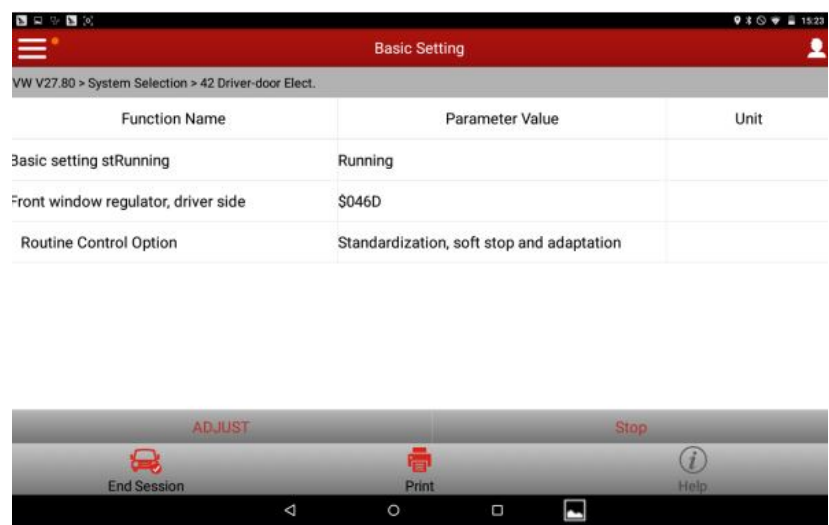 15:23
Basic Setting
VW V27.80 > System Selection > 42 Driver-door Elect.
Function Name Parameter Value Unit
Basic setting stRunning Running
Front window regulator, driver side $046D
Routine Control Option Standardization, soft stop and adaptation
ADJUST Stop
End Session Print Help